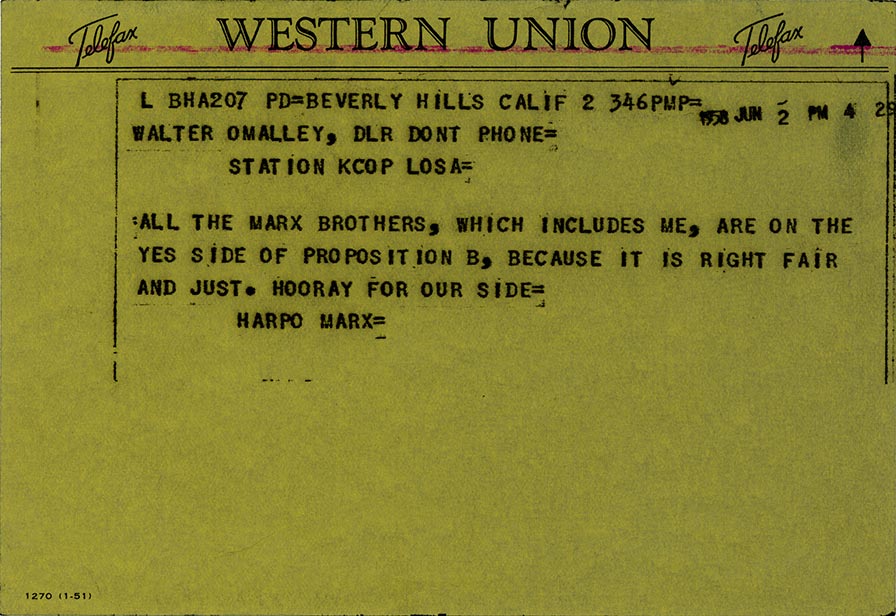 Telefax WESTERN UNION Telefax
L BHA207 PD=BEVERLY HILLS CALIF 2 346PMP=
1958 JUN 2 PM 4 28
WALTER OMALLEY, DLR DONT PHONE=
STATION KCOP LOSA=
:ALL THE MARX BROTHERS, WHICH INCLUDES ME, ARE ON THE
YES SIDE OF PROPOSITION B, BECAUSE IT IS RIGHT FAIR
AND JUST. HOORAY FOR OUR SIDE=
HARPO MARX=
1270 (1-51)